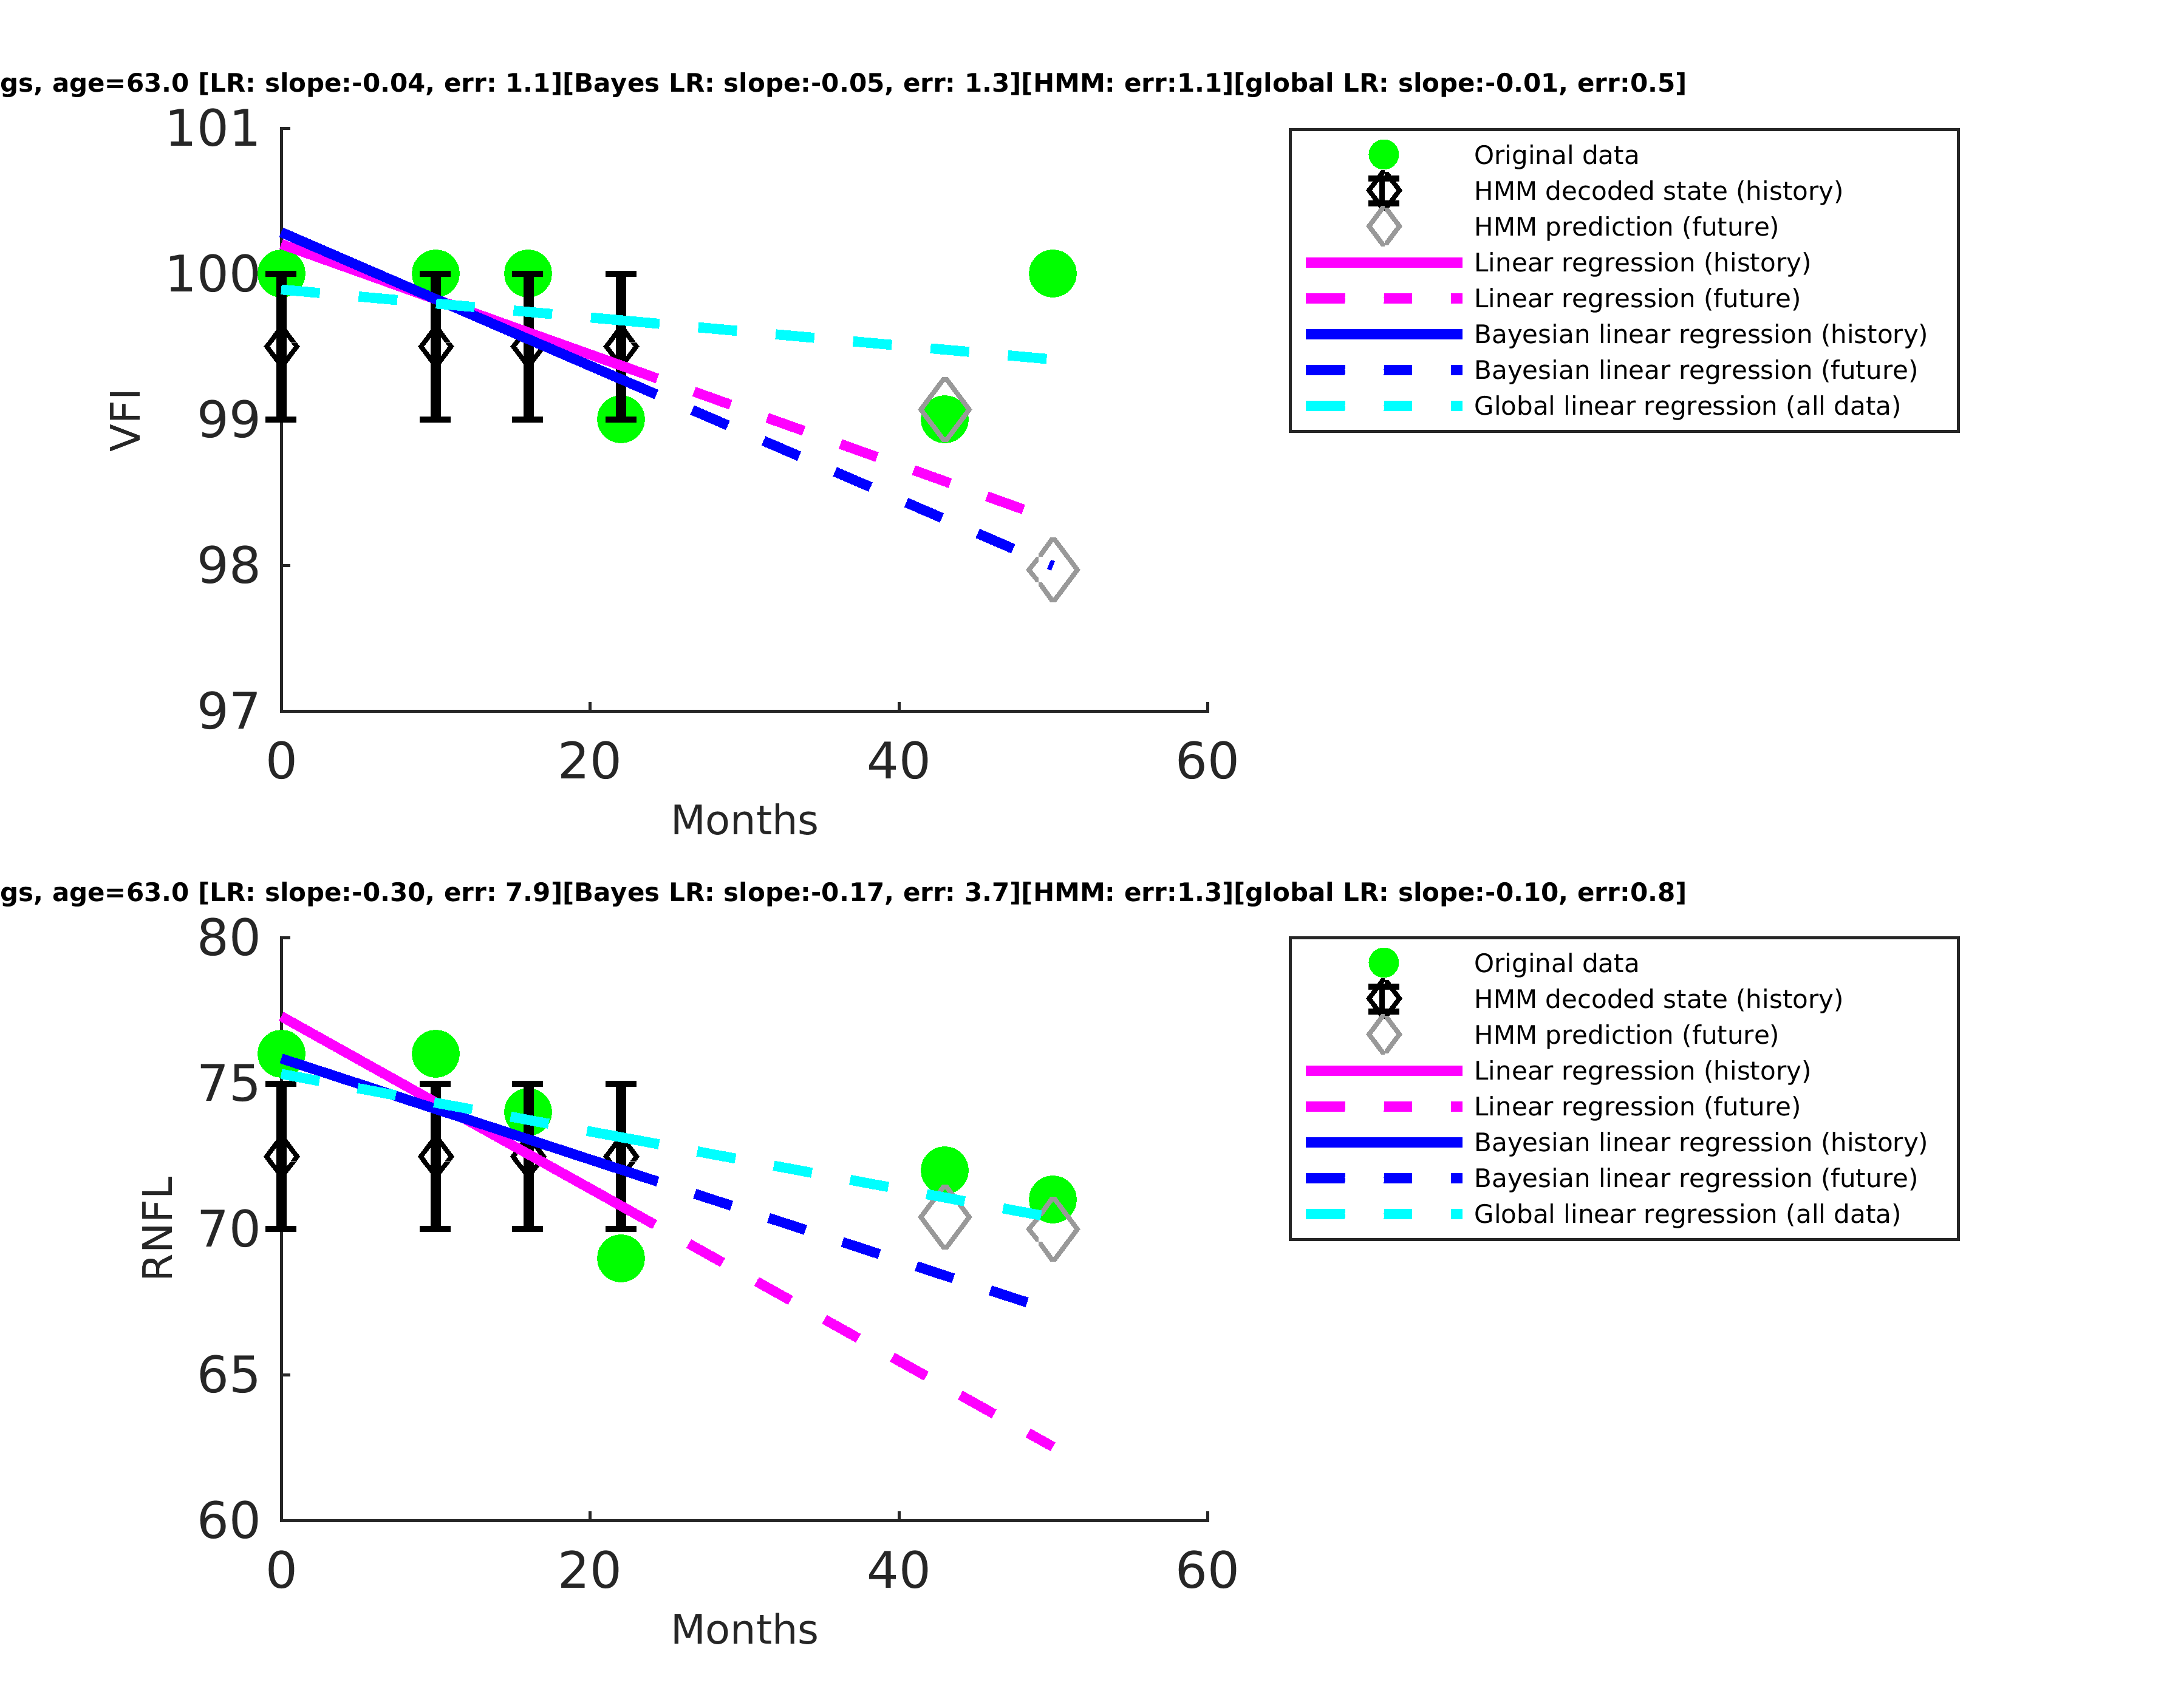 gs, age=63.0 [LR: slope:-0.04, err: 1.1][Bayes LR: slope:-0.05, err: 1.3][HMM: err:1.1][global LR: slope:-0.01, err:0.5]
101
100
99
98
97
VFI
0 20 40 60
Months
Original data
HMM decoded state (history)
HMM prediction (future)
Linear regression (history)
Linear regression (future)
Bayesian linear regression (history)
Bayesian linear regression (future)
Global linear regression (all data)
gs, age=63.0 [LR: slope:-0.30, err: 7.9][Bayes LR: slope:-0.17, err: 3.7][HMM: err:1.3][global LR: slope:-0.10, err:0.8]
80
75
70
65
60
RNFL
0 20 40 60
Months
Original data
HMM decoded state (history)
HMM prediction (future)
Linear regression (history)
Linear regression (future)
Bayesian linear regression (history)
Bayesian linear regression (future)
Global linear regression (all data)